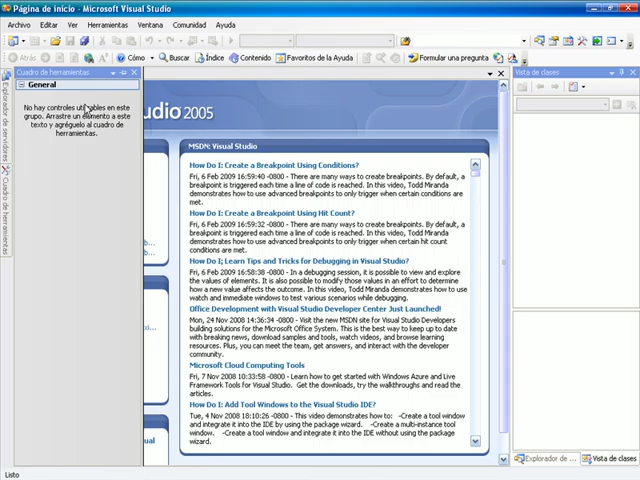 Página de inicio - Microsoft Visual Studio
Archivo Editar Ver Herramientas Ventana Comunidad Ayuda
Atrás Cómo Buscar Índice Contenido Favoritos de la Ayuda Formular una pregunta
Cuadro de herramientas
General
No hay controles utilizables en este
grupo. Arrastre un elemento a este
texto y agréguelo al cuadro de
herramientas.
Explorador de servidores
Cuadro de herramientas
udio 2005
MSDN: Visual Studio
How Do I: Create a Breakpoint Using Conditions?
Fri, 6 Feb 2009 16:59:40 -0800 - There are many ways to create breakpoints. By default, a
breakpoint is triggered each time a line of code is reached. In this video, Todd Miranda
demonstrates how to use advanced breakpoints to only trigger when certain conditions are
met.
How Do I: Create a Breakpoint Using Hit Count?
Fri, 6 Feb 2009 16:59:32 -0800 - There are many ways to create breakpoints. By default, a
breakpoint is triggered each time a line of code is reached. In this video, Todd Miranda
demonstrates how to use advanced breakpoints to only trigger when certain hit count
conditions are met.
How Do I; Learn Tips and Tricks for Debugging in Visual Studio?
Fri, 6 Feb 2009 16:58:38 -0800 - In a debugging session, it is possible to view and explore
the values of elements. It is also possible to modify those values in an effort to determine
how a new value affects the outcome. In this video, Todd Miranda demonstrates how to use
watch and immediate windows to test various scenarios while debugging.
Office Development with Visual Studio Developer Center Just Launched!
Mon, 24 Nov 2008 14:36:34 -0800 - Visit the new MSDN site for Visual Studio Developers
building solutions for the Microsoft Office System. This is the best way to keep up to date
with breaking news, download samples and tools, watch videos, and browse learning
resources. Plus, you can meet the team, get answers, and interact with the developer
community.
Microsoft Cloud Computing Tools
Fri, 7 Nov 2008 10:33:58 -0800 - Learn how to get started with Windows Azure and Live
Framework Tools for Visual Studio. Get the downloads, try the walkthroughs and read the
articles.
How Do I: Add Tool Windows to the Visual Studio IDE?
Tue, 4 Nov 2008 18:10:26 -0800 - This video demonstrates how to: -Create a tool window
and integrate it into the IDE by using the package wizard. -Create a multi-instance tool
window. -Create a tool window and integrate it into the IDE without using the package
wizard.
b...
b...
xi...
ual
Vista de clases
Explorador de ... Vista de clases
Listo